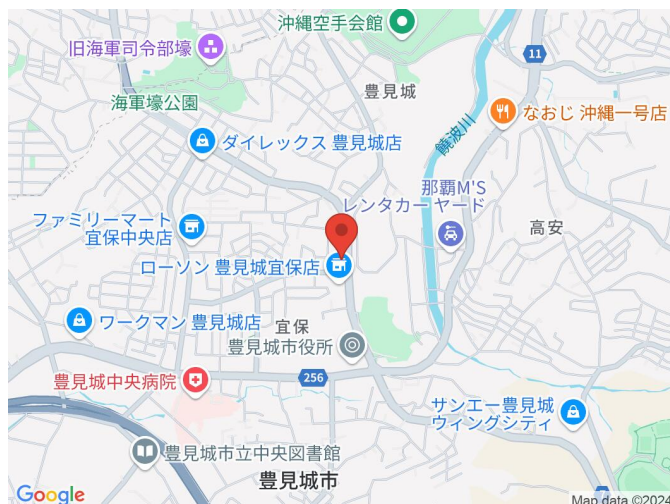 沖縄空手会館
旧海軍司令部壕
11
豊見城
海軍壕公園
なおじ 沖縄一号店
饒波川
ダイレックス 豊見城店
那覇M'S
レンタカー ヤード
ファミリーマート
宜保中央店
高安
ローソン 豊見城宜保店
ワークマン 豊見城店
宜保
豊見城市役所
豊見城中央病院
256
サンエー豊見城
ウィングシティ
豊見城市立中央図書館
豊見城市
Google
Map data ©2024